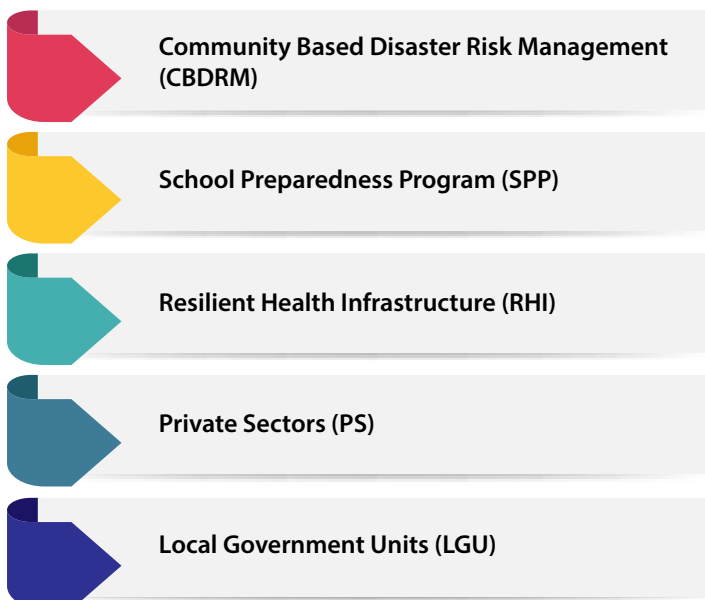 Community Based Disaster Risk Management
(CBDRM)
School Preparedness Program (SPP)
Resilient Health Infrastructure (RHI)
Private Sectors (PS)
Local Government Units (LGU)